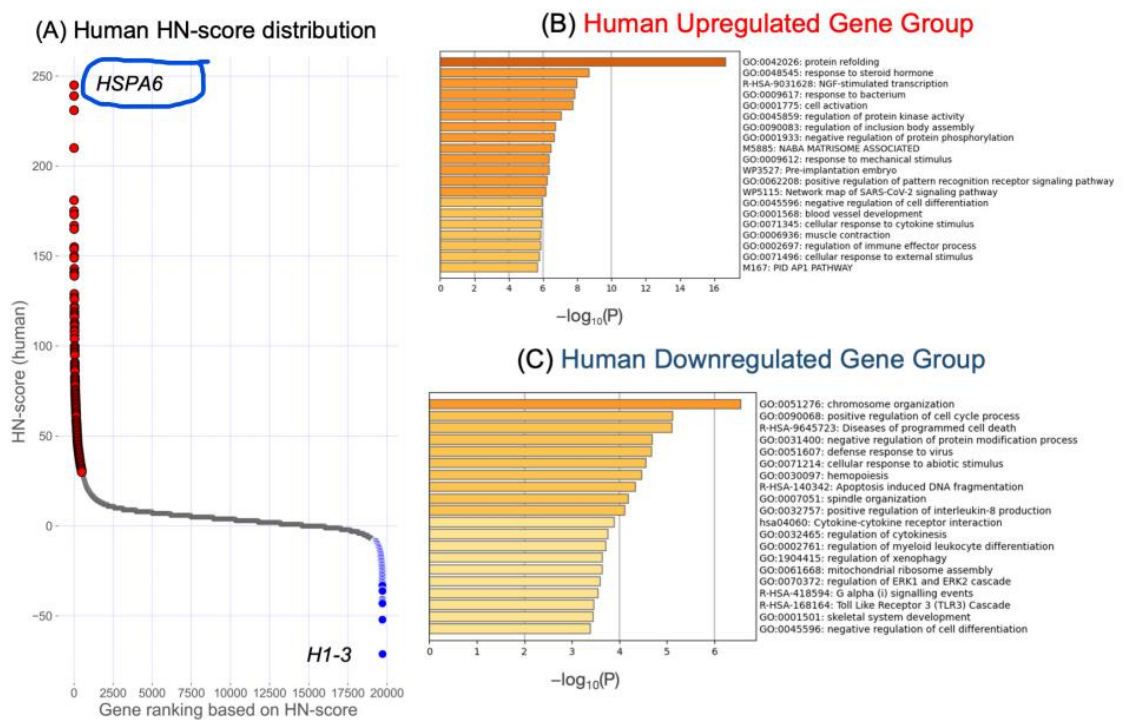 (A) Human HN-score distribution
HSPA6
250
200
150
100
50
0
−50
HN-score (human)
H1-3
0 2500 5000 7500 10000 12500 15000 17500 20000
Gene ranking based on HN-score
(B) Human Upregulated Gene Group
GO:0042026: protein refolding
GO:0048545: response to steroid hormone
R-HSA-9031628: NGF-stimulated transcription
GO:0009617: response to bacterium
GO:0001775: cell activation
GO:0045859: regulation of protein kinase activity
GO:0090083: regulation of inclusion body assembly
GO:0001933: negative regulation of protein phosphorylation
M5885: NABA MATRISOME ASSOCIATED
GO:0009612: response to mechanical stimulus
WP3527: Pre-implantation embryo
GO:0062208: positive regulation of pattern recognition receptor signaling pathway
WP5115: Network map of SARS-CoV-2 signaling pathway
GO:0045596: negative regulation of cell differentiation
GO:0001568: blood vessel development
GO:0071345: cellular response to cytokine stimulus
GO:0006936: muscle contraction
GO:0002697: regulation of immune effector process
GO:0071496: cellular response to external stimulus
M167: PID AP1 PATHWAY
0 2 4 6 8 10 12 14 16
−log10(P)
(C) Human Downregulated Gene Group
GO:0051276: chromosome organization
GO:0090068: positive regulation of cell cycle process
R-HSA-9645723: Diseases of programmed cell death
GO:0031400: negative regulation of protein modification process
GO:0051607: defense response to virus
GO:0071214: cellular response to abiotic stimulus
GO:0030097: hemopoiesis
R-HSA-140342: Apoptosis induced DNA fragmentation
GO:0007051: spindle organization
GO:0032757: positive regulation of interleukin-8 production
hsa04060: Cytokine-cytokine receptor interaction
GO:0032465: regulation of cytokinesis
GO:0002761: regulation of myeloid leukocyte differentiation
GO:1904415: regulation of xenophagy
GO:0061668: mitochondrial ribosome assembly
GO:0070372: regulation of ERK1 and ERK2 cascade
R-HSA-418594: G alpha (i) signalling events
R-HSA-168164: Toll Like Receptor 3 (TLR3) Cascade
GO:0001501: skeletal system development
GO:0045596: negative regulation of cell differentiation
0 1 2 3 4 5 6
−log10(P)